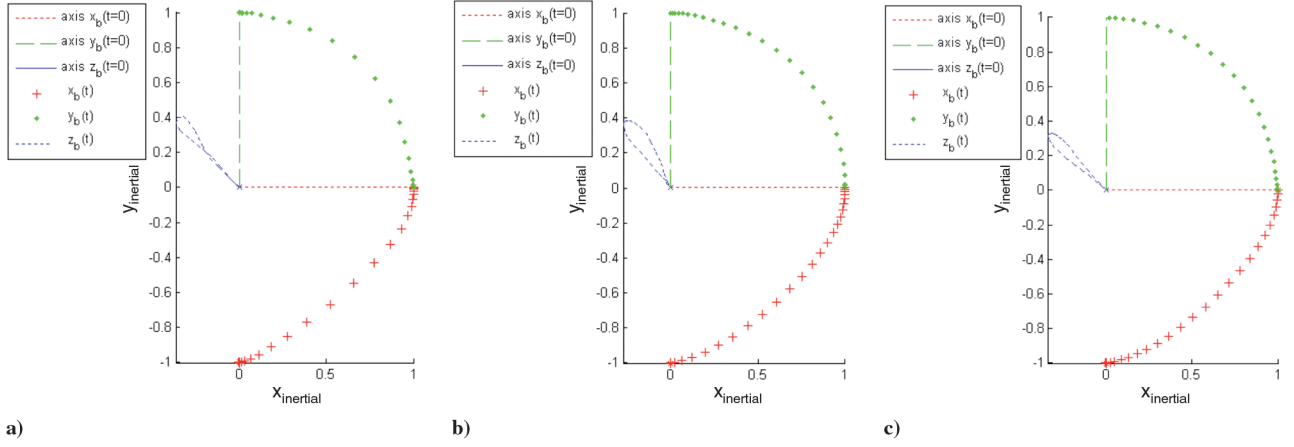 axis x_b(t=0)
axis y_b(t=0)
axis z_b(t=0)
x_b(t)
y_b(t)
z_b(t)
1
0.8
0.6
0.4
0.2
0
-0.2
-0.4
-0.6
-0.8
-1
y_inertial
0
0.5
1
x_inertial
a)
axis x_b(t=0)
axis y_b(t=0)
axis z_b(t=0)
x_b(t)
y_b(t)
z_b(t)
1
0.8
0.6
0.4
0.2
0
-0.2
-0.4
-0.6
-0.8
-1
y_inertial
0
0.5
1
x_inertial
b)
axis x_b(t=0)
axis y_b(t=0)
axis z_b(t=0)
x_b(t)
y_b(t)
z_b(t)
1
0.8
0.6
0.4
0.2
0
-0.2
-0.4
-0.6
-0.8
-1
y_inertial
0
0.5
1
x_inertial
c)